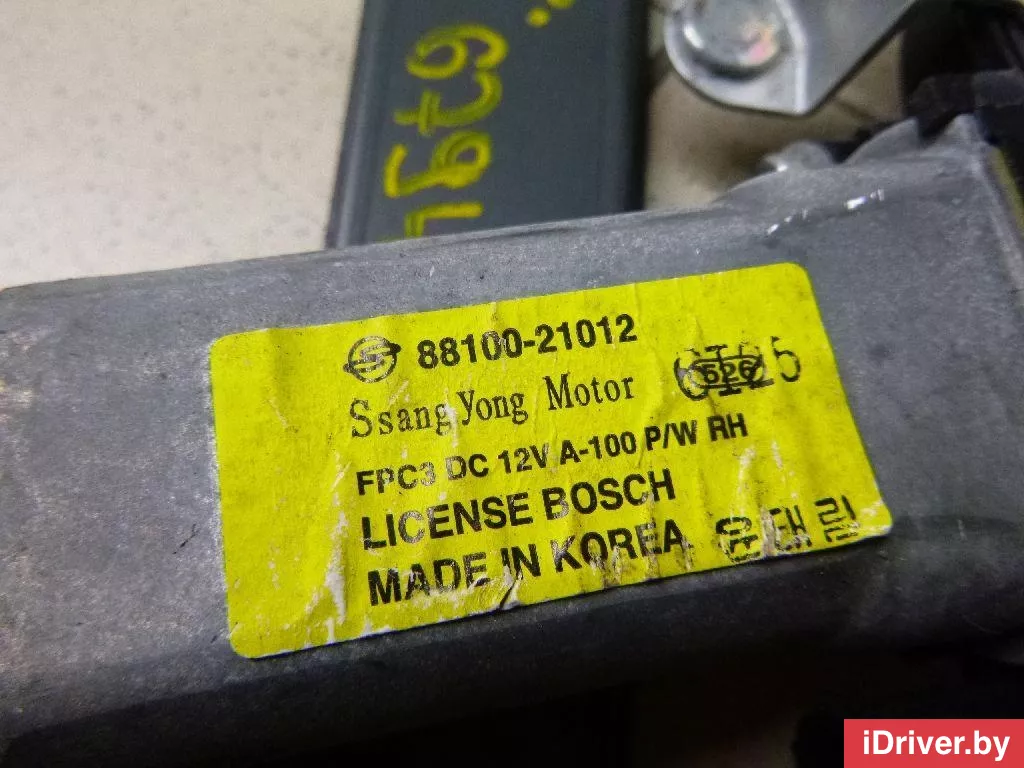 88100-21012
Ssang Yong Motor
FPC3 DC 12V A-100 P/W RH
LICENSE BOSCH
MADE IN KOREA
iDriver.by